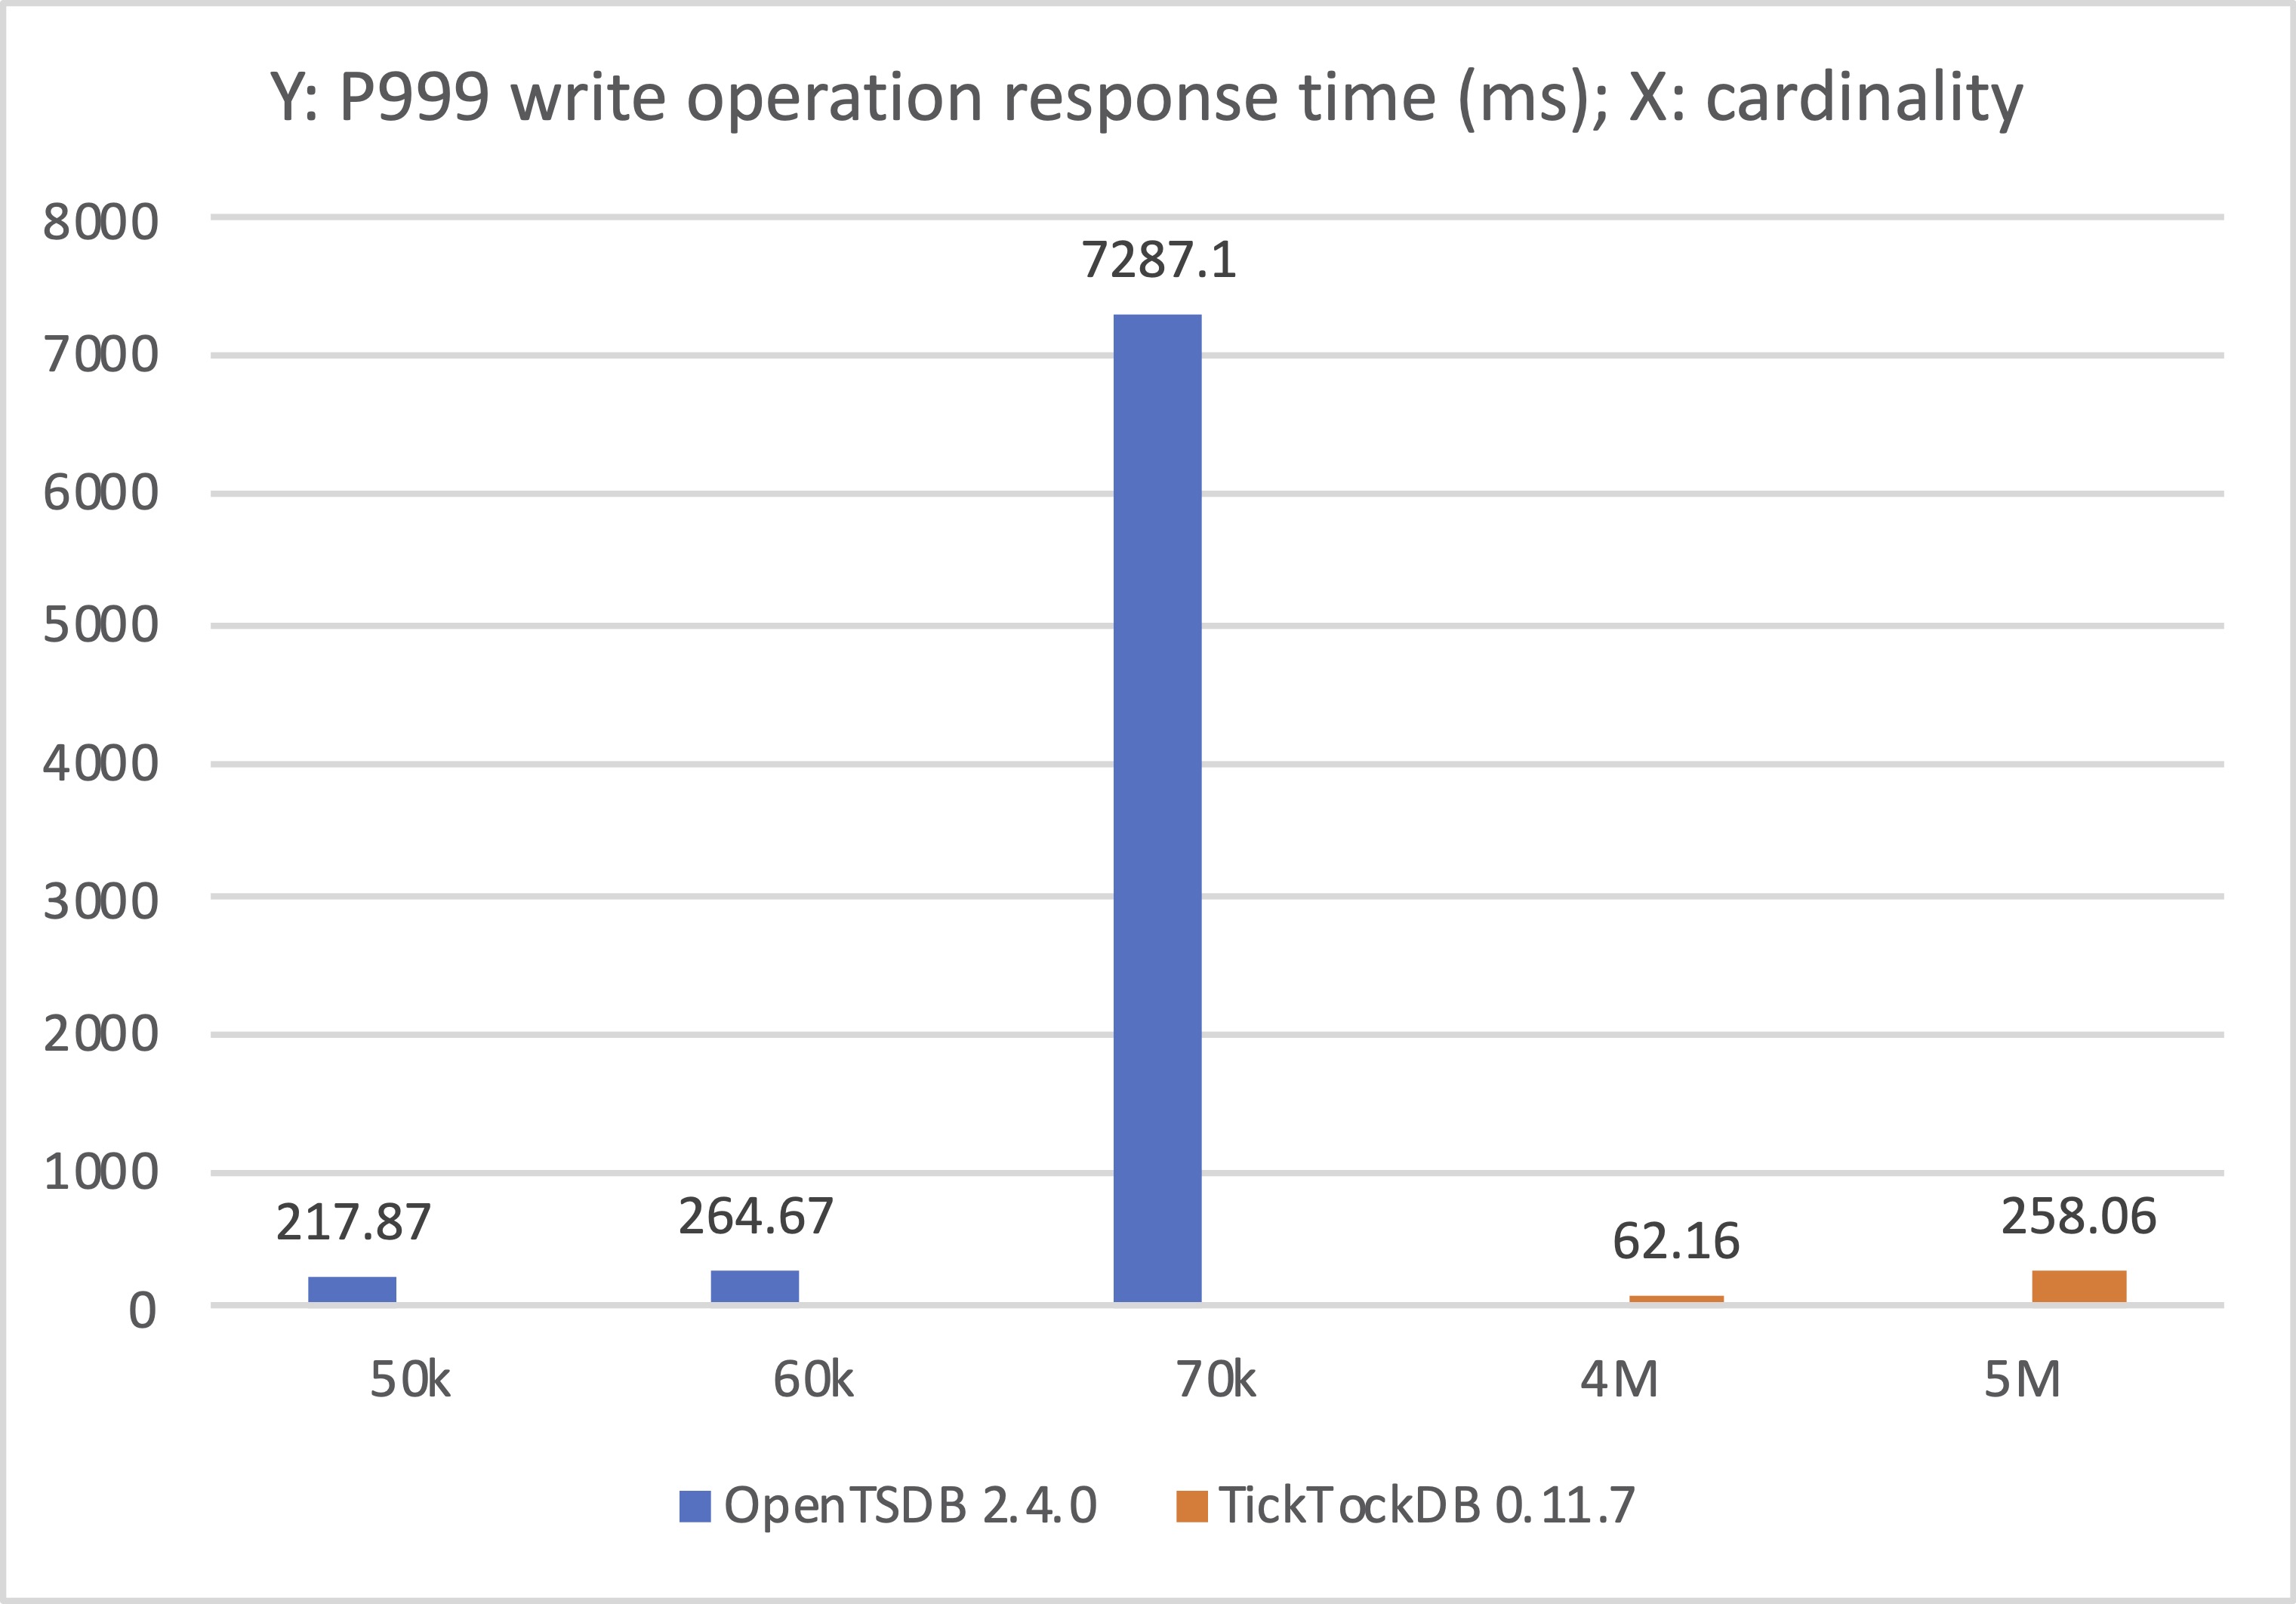 Y: P999 write operation response time (ms); X: cardinality
8000
7287.1
7000
6000
5000
4000
3000
2000
1000
217.87 264.67 62.16 258.06
0
50k 60k 70k 4M 5M
OpenTSDB 2.4.0 TickTockDB 0.11.7